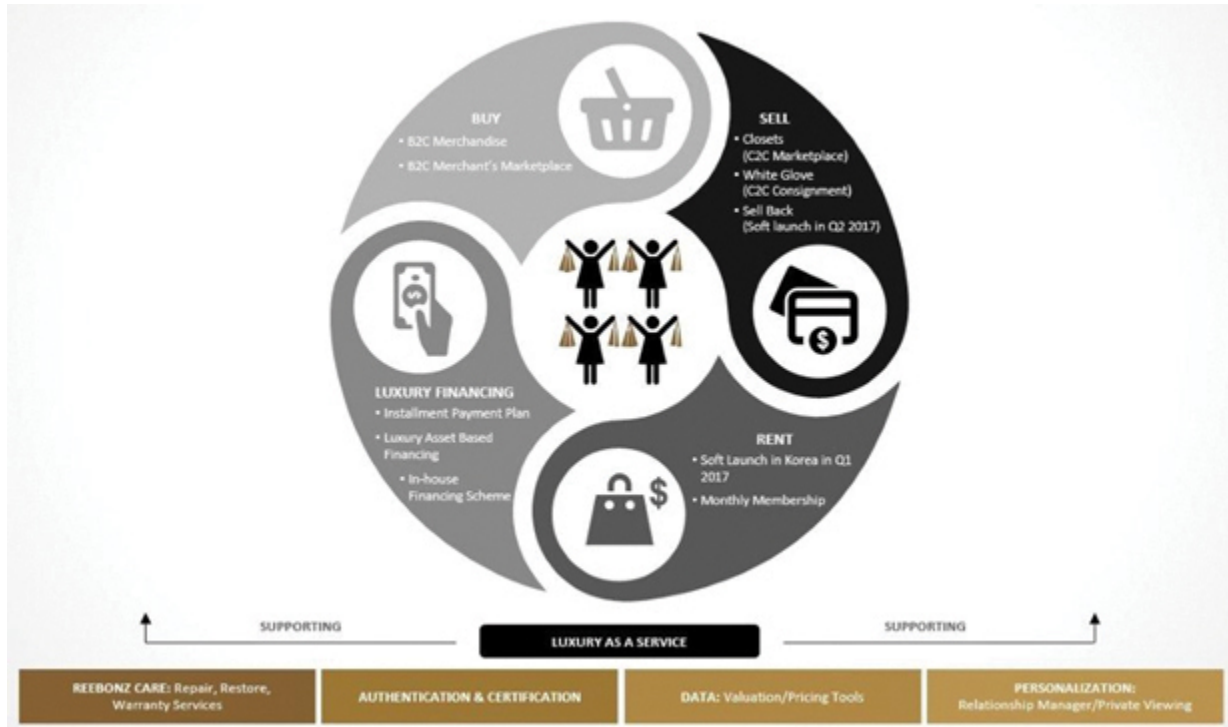 BUY
• B2C Merchandise
• B2C Merchant's Marketplace
SELL
• Closets
(C2C Marketplace)
• White Glove
(C2C Consignment)
• Sell Back
(Soft launch in Q2 2017)
LUXURY FINANCING
• Installment Payment Plan
• Luxury Asset Based
Financing
• In-house
Financing Scheme
RENT
• Soft Launch in Korea in Q1
2017
• Monthly Membership
$
$
$
SUPPORTING
LUXURY AS A SERVICE
SUPPORTING
REEBONZ CARE: Repair, Restore,
Warranty Services
AUTHENTICATION & CERTIFICATION
DATA: Valuation/Pricing Tools
PERSONALIZATION:
Relationship Manager/Private Viewing